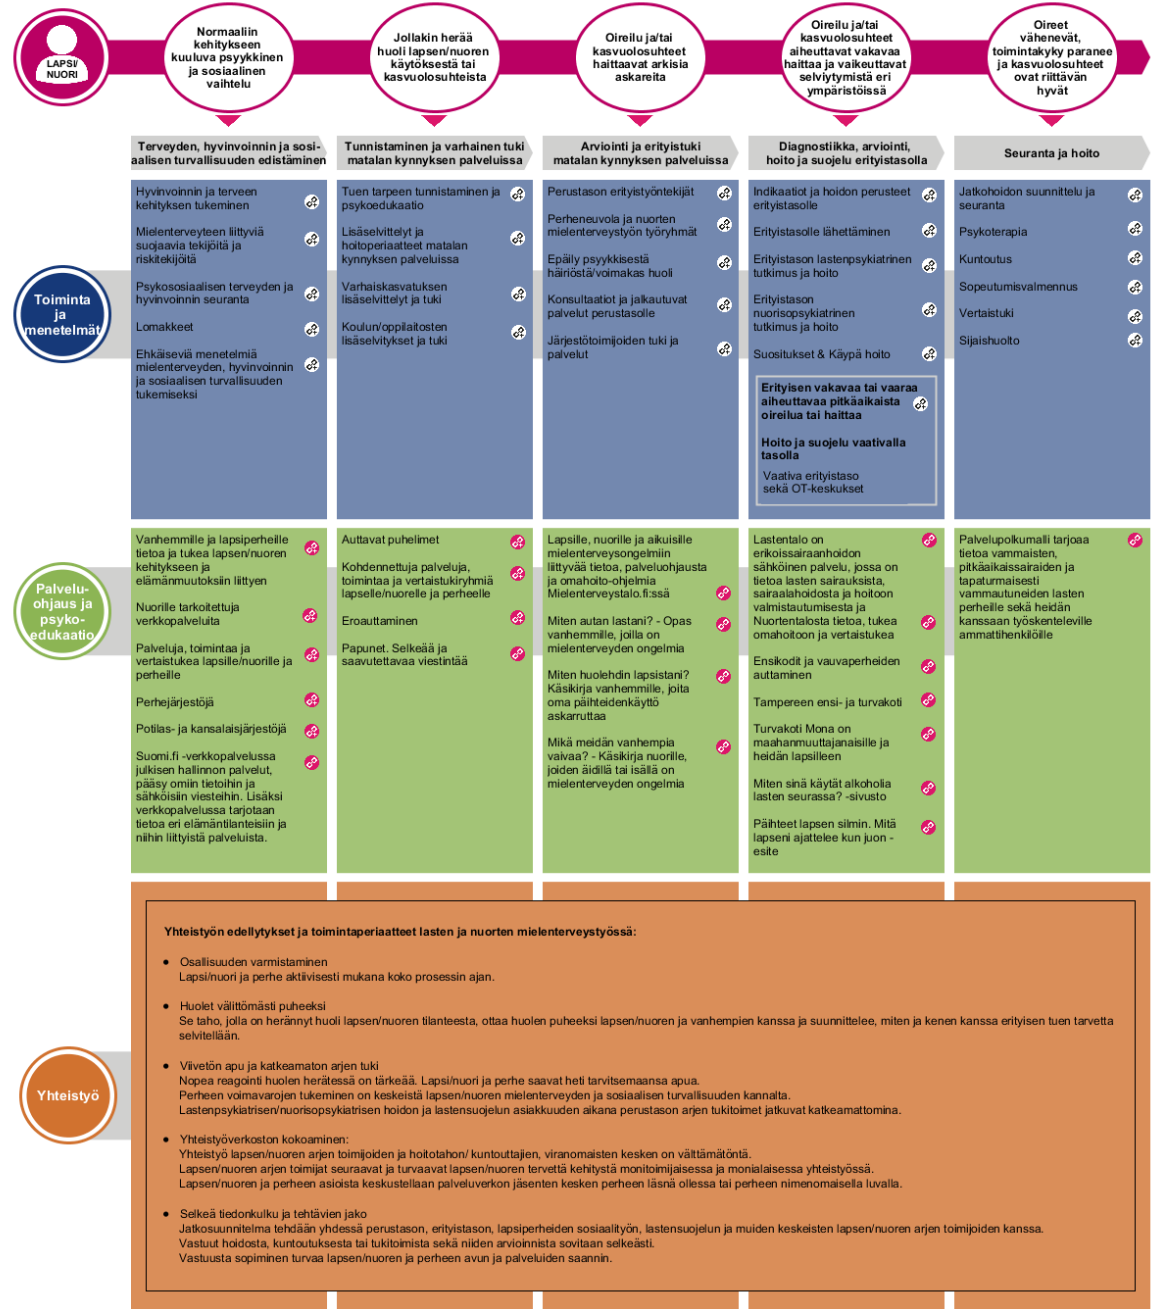 LAPSI/
NUORI
Normaaliin
kehitykseen
kuuluva psyykkinen
ja sosiaalinen
vaihtelu
Jollakin herää
huoli lapsen/nuoren
käytöksestä tai
kasvuolosuhteista
Oireilu ja/tai
kasvuolosuhteet
haittaavat arkisia
askareita
Oireilu ja/tai
kasvuolosuhteet
aiheuttavat vakavaa
haittaa ja vaikeuttavat
selviytymistä eri
ympäristöissä
Oireet
vähenevät,
toimintakyky paranee
ja kasvuolosuhteet
ovat riittävän
hyvät
Terveyden, hyvinvoinnin ja sosi-
aalisen turvallisuuden edistäminen
Tunnistaminen ja varhainen tuki
matalan kynnyksen palveluissa
Arviointi ja erityistuki
matalan kynnyksen palveluissa
Diagnostiikka, arviointi,
hoito ja suojelu erityistasolla
Seuranta ja hoito
Toiminta
ja
menetelmät
Hyvinvoinnin ja terveen
kehityksen tukeminen
Mielenterveyteen liittyviä
suojaavia tekijöitä ja
riskitekijöitä
Psykososiaalisen terveyden ja
hyvinvoinnin seuranta
Lomakkeet
Ehkäiseviä menetelmiä
mielenterveyden, hyvinvoinnin
ja sosiaalisen turvallisuuden
tukemiseksi
Tuen tarpeen tunnistaminen ja
psykoedukaatio
Lisäselvittelyt ja
hoitoperiaatteet matalan
kynnyksen palveluissa
Varhaiskasvatuksen
lisäselvittelyt ja tuki
Koulun/oppilaitosten
lisäselvitykset ja tuki
Perustason erityistyöntekijät
Perheneuvola ja nuorten
mielenterveystyön työryhmät
Epäily psyykkisestä
häiriöstä/voimakas huoli
Konsultaatiot ja jalkautuvat
palvelut perustasolle
Järjestötoimijoiden tuki ja
palvelut
Indikaatiot ja hoidon perusteet
erityistasolle
Erityistasolle lähettäminen
Erityistason lastenpsykiatrinen
tutkimus ja hoito
Erityistason
nuorisopsykiatrinen
tutkimus ja hoito
Suositukset & Käypä hoito
Erityisen vakavaa tai vaaraa
aiheuttavaa pitkäaikaista
oireilua tai haittaa
Hoito ja suojelu vaativalla
tasolla
Vaativa erityistaso
sekä OT-keskukset
Jatkohoidon suunnittelu ja
seuranta
Psykoterapia
Kuntoutus
Sopeutumisvalmennus
Vertaistuki
Sijaishuolto
Palvelu-
ohjaus ja
psyko-
edukaatio
Vanhemmille ja lapsiperheille
tietoa ja tukea lapsen/nuoren
kehitykseen ja
elämänmuutoksiin liittyen
Nuorille tarkoitettuja
verkkopalveluita
Palveluja, toimintaa ja
vertaistukea lapsille/nuorille ja
perheille
Perhejärjestöjä
Potilas- ja kansalaisjärjestöjä
Suomi.fi -verkkopalvelussa
julkisen hallinnon palvelut,
pääsy omiin tietoihin ja
sähköisiin viesteihin. Lisäksi
verkkopalvelussa tarjotaan
tietoa eri elämäntilanteisiin ja
niihin liittyistä palveluista.
Auttavat puhelimet
Kohdennettuja palveluja,
toimintaa ja vertaistukiryhmiä
lapselle/nuorelle ja perheelle
Eroauttaminen
Papunet. Selkeää ja
saavutettavaa viestintää
Lapsille, nuorille ja aikuisille
mielenterveysongelmiin
liittyvää tietoa, palveluohjausta
ja omahoito-ohjelmia
Mielenterveystalo.fi:ssä
Miten autan lastani? - Opas
vanhemmille, joilla on
mielenterveyden ongelmia
Miten huolehdin lapsistani?
Käsikirja vanhemmille, joita
oma päihteidenkäyttö
askarruttaa
Mikä meidän vanhempia
vaivaa? - Käsikirja nuorille,
joiden äidillä tai isällä on
mielenterveyden ongelmia
Lastentalo on
erikoissairaanhoidon
sähköinen palvelu, jossa on
tietoa lasten sairauksista,
sairaalahoidosta ja hoitoon
valmistautumisesta ja
Nuortentalosta tietoa, tukea
omahoitoon ja vertaistukea
Ensikodit ja vauvaperheiden
auttaminen
Tampereen ensi- ja turvakoti
Turvakoti Mona on
maahanmuuttajanaisille ja
heidän lapsilleen
Miten sinä käytät alkoholia
lasten seurassa? -sivusto
Päihteet lapsen silmin. Mitä
lapseni ajattelee kun juon -
esite
Palvelupolkumalli tarjoaa
tietoa vammaisten,
pitkäaikaissairaiden ja
tapaturmaisesti
vammautuneiden lasten
perheille sekä heidän
kanssaan työskenteleville
ammattihenkilöille
Yhteistyö
Yhteistyön edellytykset ja toimintaperiaatteet lasten ja nuorten mielenterveystyössä:
● Osallisuuden varmistaminen
Lapsi/nuori ja perhe aktiivisesti mukana koko prosessin ajan.
● Huolet välittömästi puheeksi
Se taho, jolla on herännyt huoli lapsen/nuoren tilanteesta, ottaa huolen puheeksi lapsen/nuoren ja vanhempien kanssa ja suunnittelee, miten ja kenen kanssa erityisen tuen tarvetta
selvitellään.
● Viivetön apu ja katkeamaton arjen tuki
Nopea reagointi huolen herätessä on tärkeää. Lapsi/nuori ja perhe saavat heti tarvitsemaansa apua.
Perheen voimavarojen tukeminen on keskeistä lapsen/nuoren mielenterveyden ja sosiaalisen turvallisuuden kannalta.
Lastenpsykiatrisen/nuorisopsykiatrisen hoidon ja lastensuojelun asiakkuuden aikana perustason arjen tukitoimet jatkuvat katkeamattomina.
● Yhteistyöverkoston kokoaminen:
Yhteistyö lapsen/nuoren arjen toimijoiden ja hoitotahon/ kuntouttajien, viranomaisten kesken on välttämätöntä.
Lapsen/nuoren arjen toimijat seuraavat ja turvaavat lapsen/nuoren tervettä kehitystä monitoimijaisessa ja monialaisessa yhteistyössä.
Lapsen/nuoren ja perheen asioista keskustellaan palveluverkon jäsenten kesken perheen läsnä ollessa tai perheen nimenomaisella luvalla.
● Selkeä tiedonkulku ja tehtävien jako
Jatkosuunnitelma tehdään yhdessä perustason, erityistason, lapsiperheiden sosiaalityön, lastensuojelun ja muiden keskeisten lapsen/nuoren arjen toimijoiden kanssa.
Vastuut hoidosta, kuntoutuksesta tai tukitoimista sekä niiden arvioinnista sovitaan selkeästi.
Vastuusta sopiminen turvaa lapsen/nuoren ja perheen avun ja palveluiden saannin.